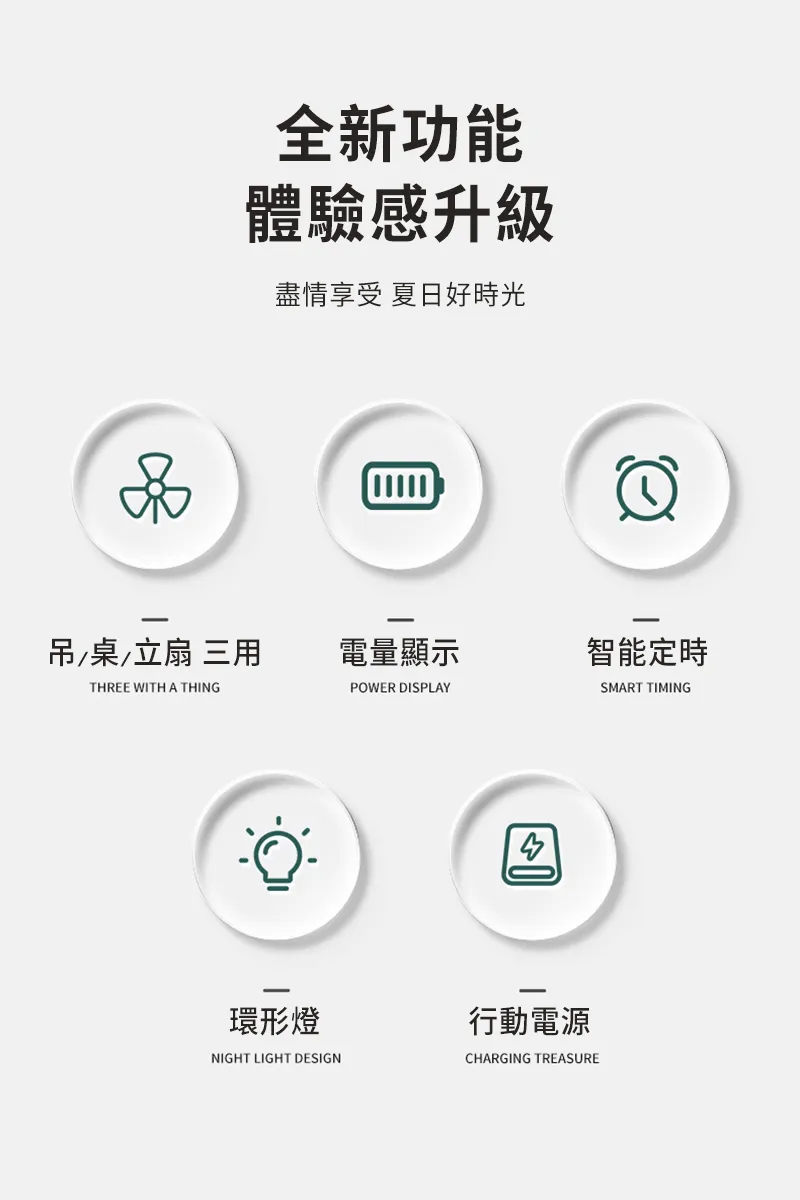 全新功能
體驗感升級
盡情享受 夏日好時光
吊/桌/立扇 三用
THREE WITH A THING
電量顯示
POWER DISPLAY
智能定時
SMART TIMING
環形燈
NIGHT LIGHT DESIGN
行動電源
CHARGING TREASURE